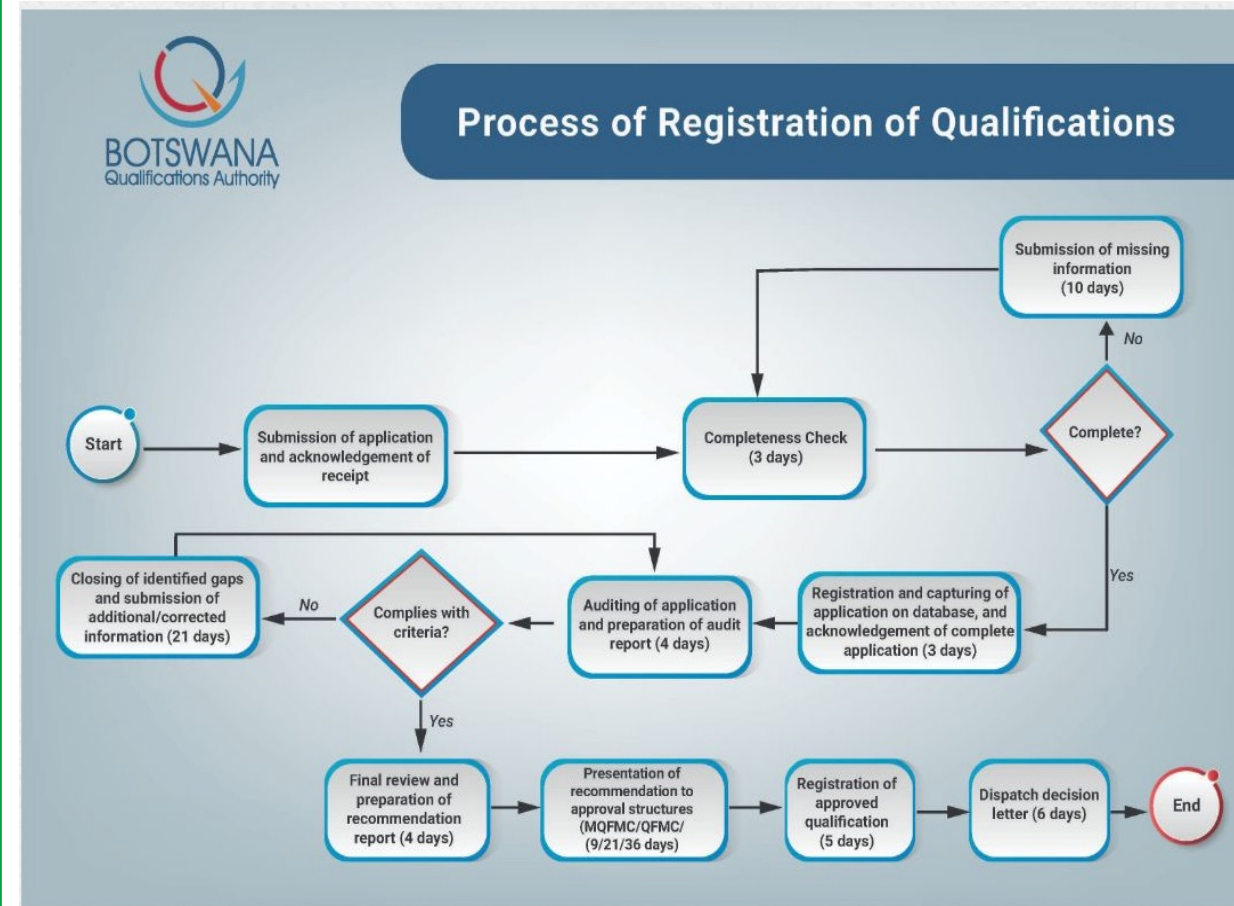 BOTSWANA
Qualifications Authority
Process of Registration of Qualifications
Submission of missing
information
(10 days)
No
Start
Submission of application
and acknowledgement of
receipt
Completeness Check
(3 days)
Complete?
Yes
Closing of identified gaps
and submission of
additional/corrected
information (21 days)
No
Complies with
criteria?
Auditing of application
and preparation of audit
report (4 days)
Registration and capturing
of application on database, and
acknowledgement of complete
application (3 days)
Yes
Final review and
preparation of
recommendation
report (4 days)
Presentation of
recommendation to
approval structures
(MQFMC/QFMC/
(9/21/36 days)
Registration of
approved
qualification
(5 days)
Dispatch decision
letter (6 days)
End